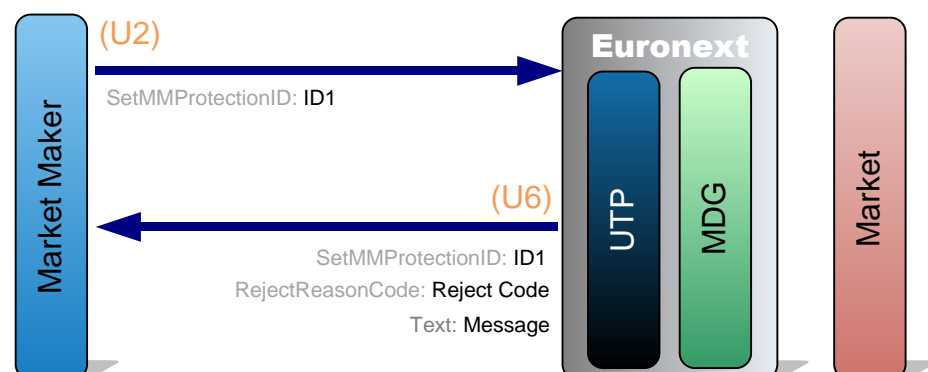 (U2)
Euronext
SetMMProtectionID: ID1
Market Maker
UTP
MDG
Market
(U6)
SetMMProtectionID: ID1
RejectReasonCode: Reject Code
Text: Message